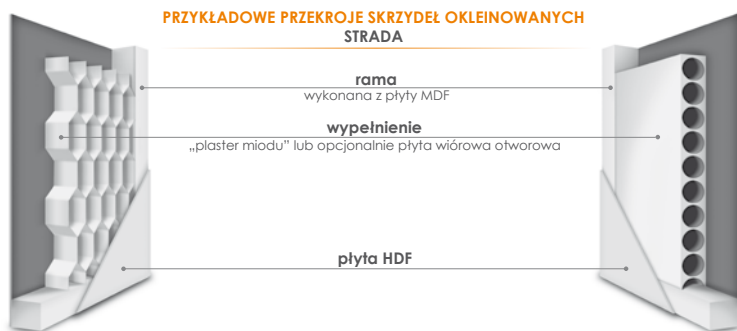 PRZYKŁADOWE PRZEKROJE SKRZYDEŁ OKLEINOWANYCH
STRADA
rama
wykonana z płyty MDF
wypełnienie
„plaster miodu” lub opcjonalnie płyta wiórowa otworowa
płyta HDF